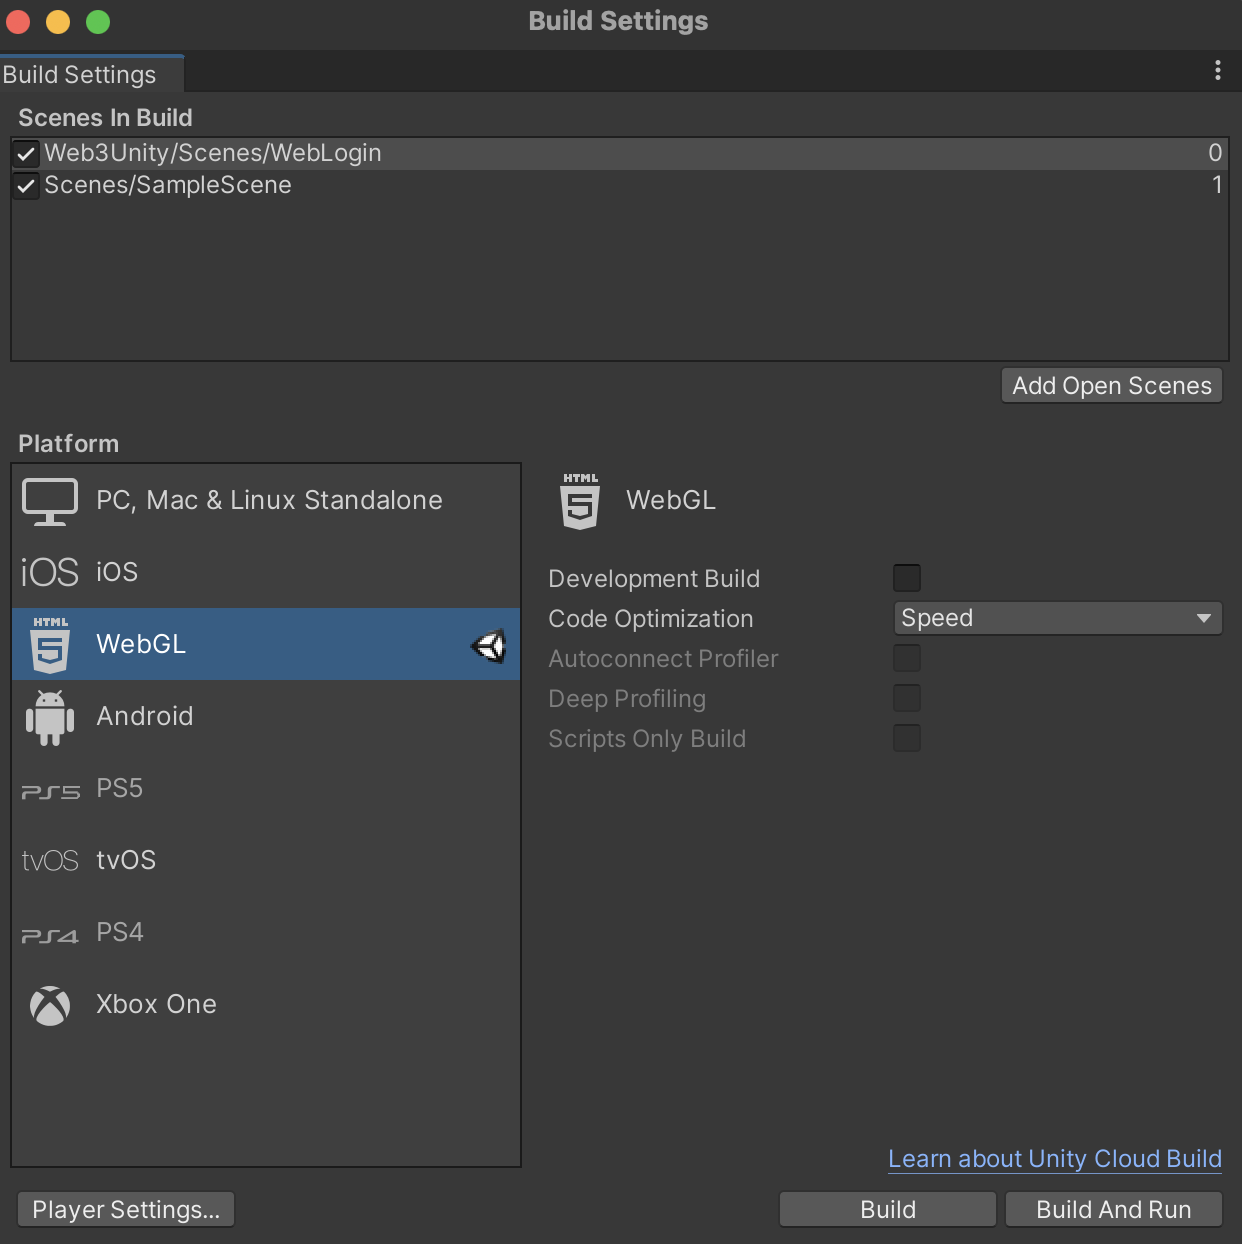 Build Settings
Build Settings
Scenes In Build
Web3Unity/Scenes/WebLogin 0
Scenes/SampleScene 1
Add Open Scenes
Platform
PC, Mac & Linux Standalone
iOS iOS
HTML 5 WebGL
Android
PS5 PS5
tvOS tvOS
PS4 PS4
Xbox One
HTML 5 WebGL
Development Build
Code Optimization Speed
Autoconnect Profiler
Deep Profiling
Scripts Only Build
Learn about Unity Cloud Build
Player Settings... Build Build And Run